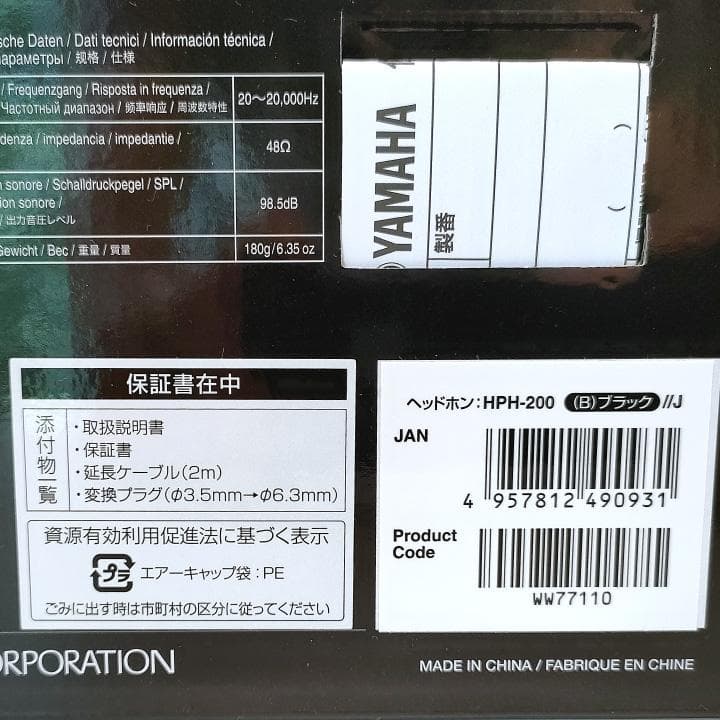 sche Daten / Dati tecnici / Información técnica /
параметры / 规格 / 仕様
/ Frequenzgang / Risposta in frequenza /
Частотный диапазон / 频率响应 / 周波数特性
20〜20,000Hz
denza / impedancia / impedantie /
48Ω
n sonore / Schalldruckpegel / SPL /
ion sonore /
/ 出力音圧レベル
98.5dB
Gewicht / Bec / 重量 / 質量
180g/6.35 oz
YAMAHA
製番
保証書在中
添付物一覧
・取扱説明書
・保証書
・延長ケーブル(2m)
・変換プラグ(Φ3.5mm→Φ6.3mm)
資源有効利用促進法に基づく表示
プラ エアーキャップ袋：PE
ごみに出す時は市町村の区分に従ってください
ヘッドホン：HPH-200 (B)ブラック //J
JAN
4 957812 490931
Product
Code
WW77110
ORPORATION
MADE IN CHINA / FABRIQUE EN CHINE